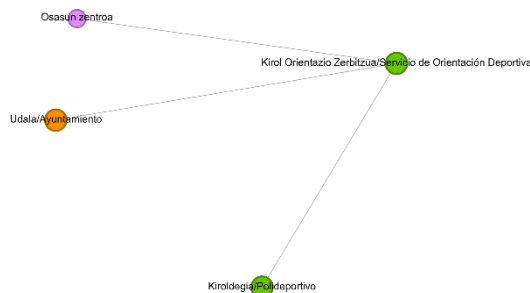 Osasun zentroa
Kirol Orientazio Zerbitzua/Servicio de Orientación Deportiva
Udala/Ayuntamiento
Kiroldegia/Polideportivo